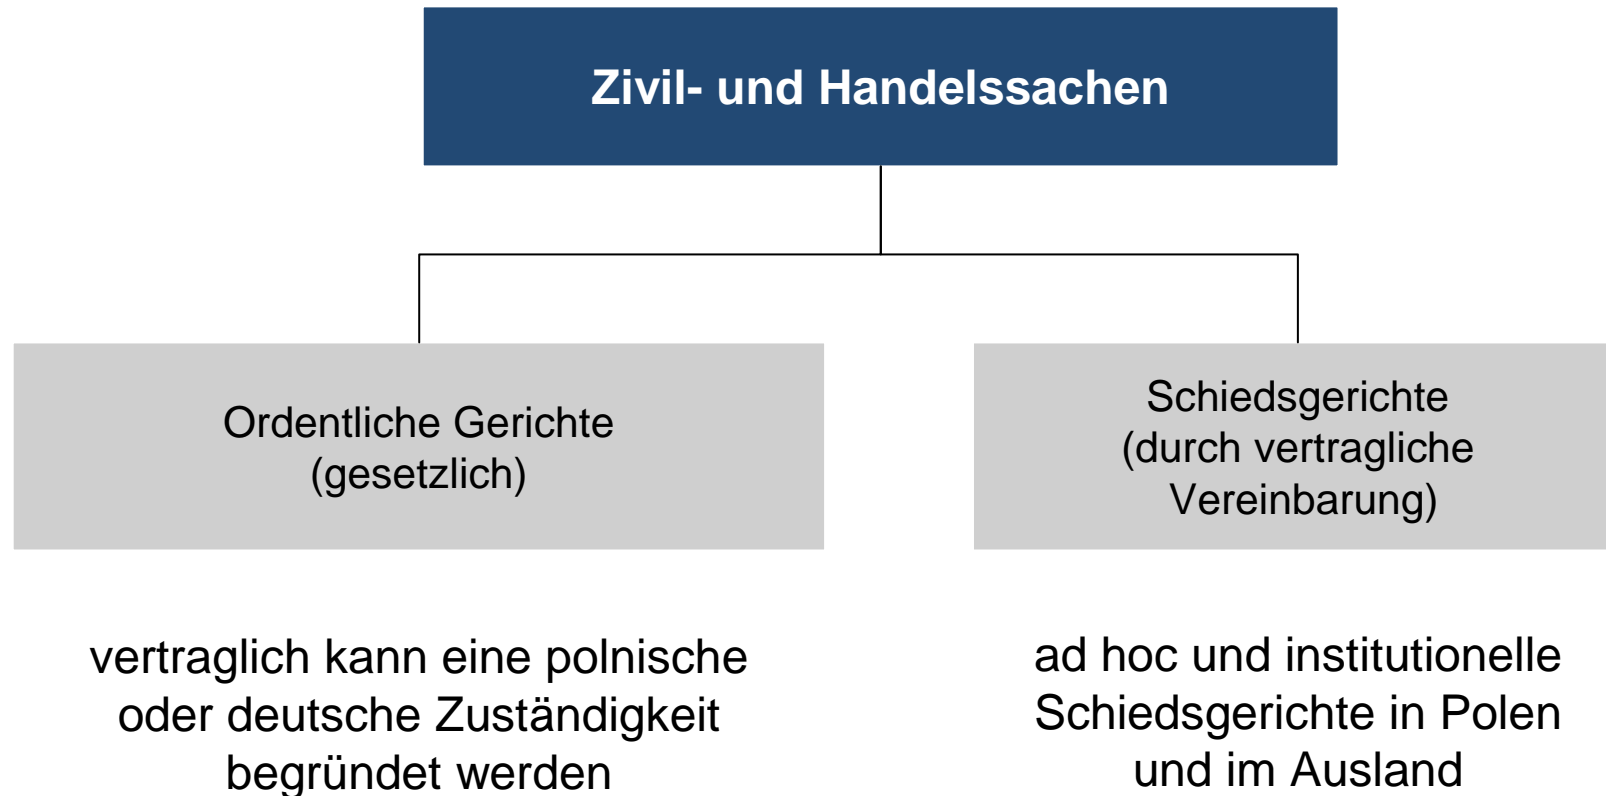 Zivil- und Handelssachen
Ordentliche Gerichte
(gesetzlich)
Schiedsgerichte
(durch vertragliche
Vereinbarung)
vertraglich kann eine polnische
oder deutsche Zuständigkeit
begründet werden
ad hoc und institutionelle
Schiedsgerichte in Polen
und im Ausland